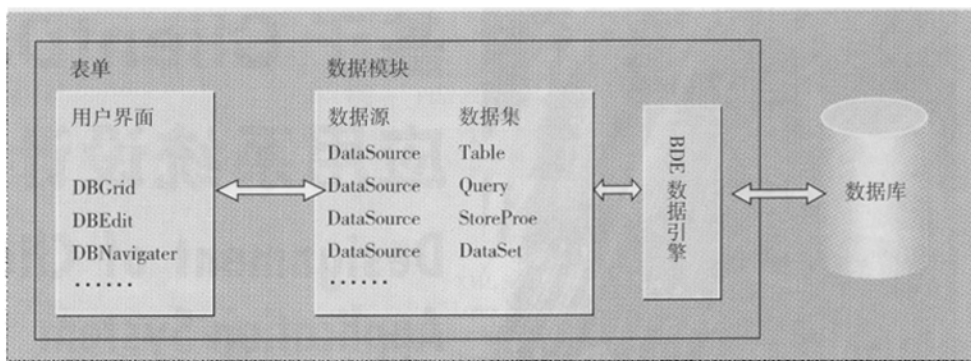 表单
用户界面
DBGrid
DBEdit
DBNavigater
······
数据模块
数据源 数据集
DataSource Table
DataSource Query
DataSource StoreProe
DataSource DataSet
······
BDE 数据引擎
数据库